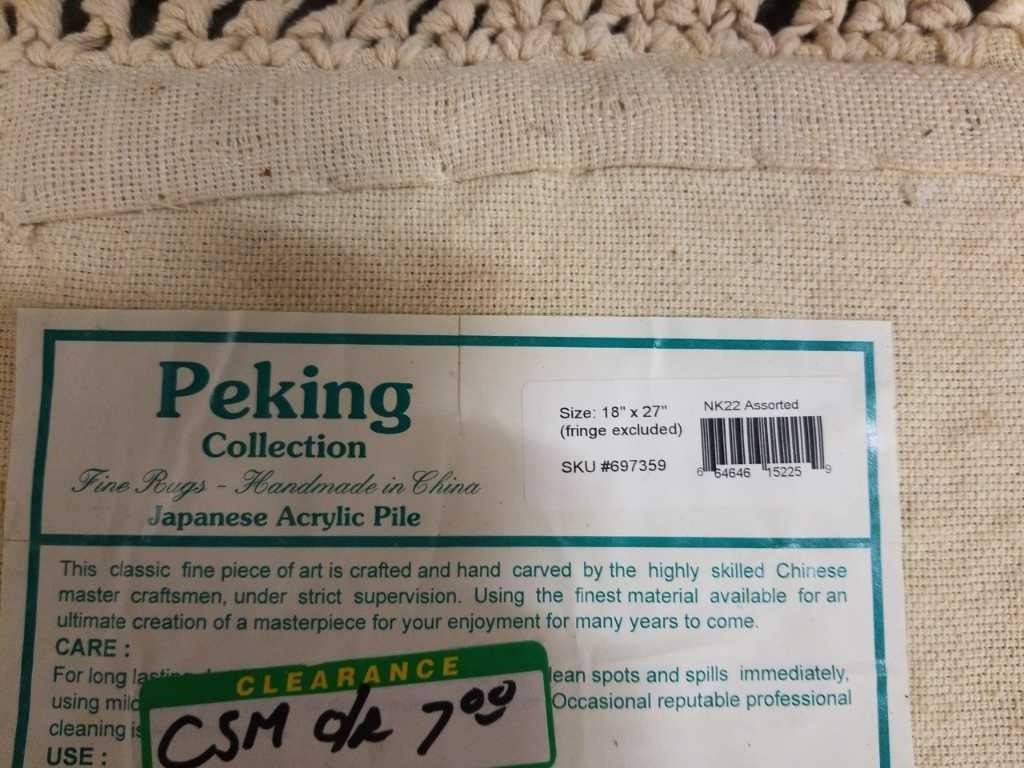 Peking
Collection
Fine Rugs - Handmade in China
Japanese Acrylic Pile
Size: 18" x 27"
(fringe excluded)
SKU #697359
NK22 Assorted
6 64646 15225 9
This classic fine piece of art is crafted and hand carved by the highly skilled Chinese
master craftsmen, under strict supervision. Using the finest material available for an
ultimate creation of a masterpiece for your enjoyment for many years to come.
CARE :
For long lasting lean spots and spills immediately,
using Occasional reputable professional
cleaning is
USE :
CLEARANCE
CSM 7.00